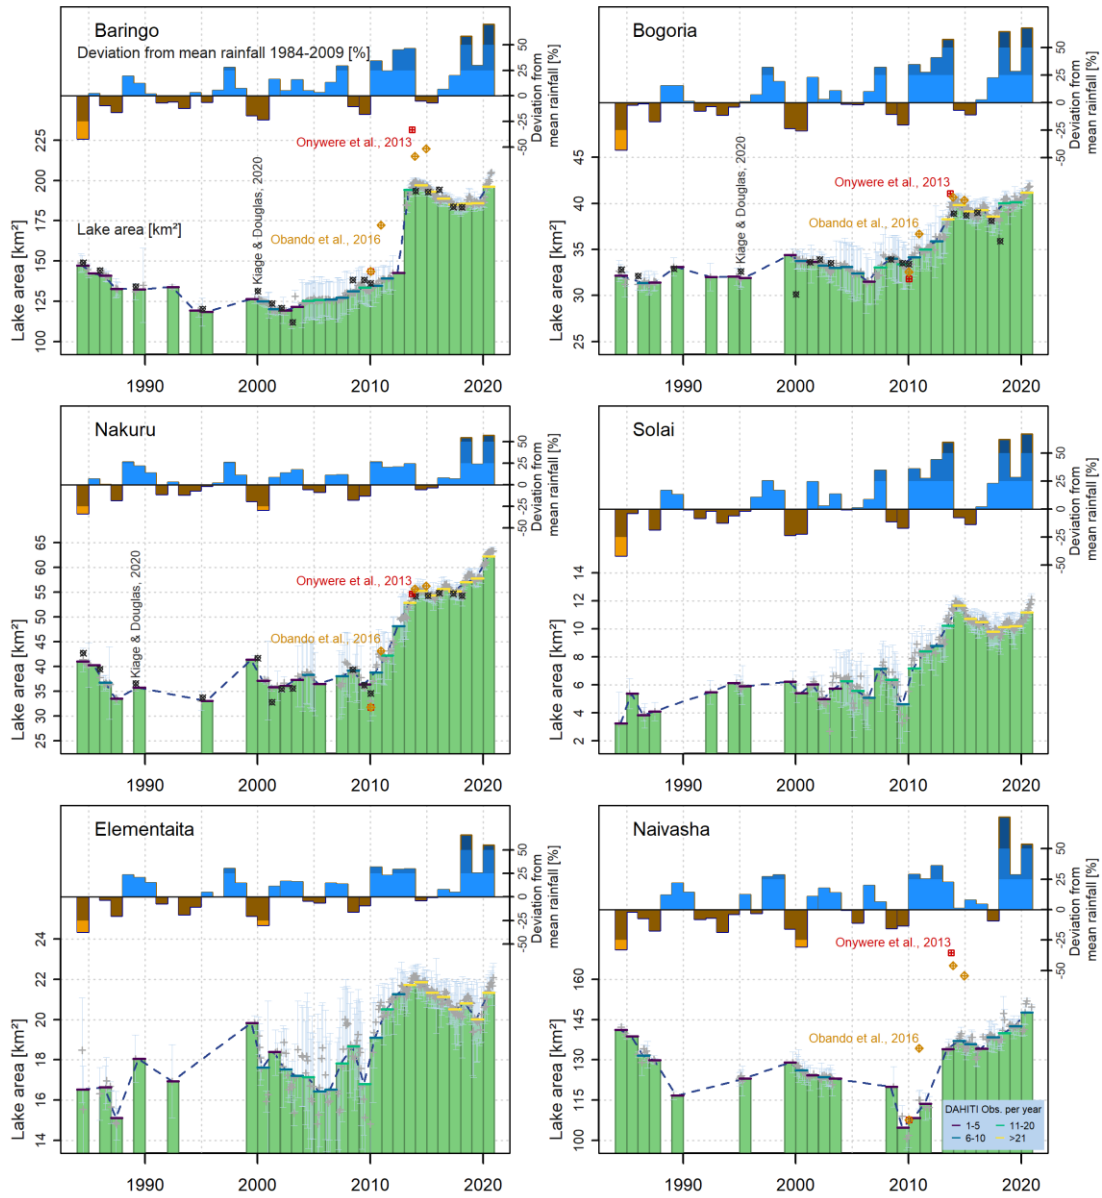 Baringo
Deviation from mean rainfall 1984-2009 [%]
-50 -25 0 25 50
Deviation from
mean rainfall [%]
Onywere et al., 2013
Kiage & Douglas, 2020
Obando et al., 2016
Lake area [km²]
Lake area [km²]
100 125 150 175 200 225
1990 2000 2010 2020
Bogoria
-50 -25 0 25 50
Deviation from
mean rainfall [%]
Kiage & Douglas, 2020
Onywere et al., 2013
Obando et al., 2016
Lake area [km²]
25 30 35 40 45
1990 2000 2010 2020
Nakuru
-50 -25 0 25 50
Deviation from
mean rainfall [%]
Kiage & Douglas, 2020
Onywere et al., 2013
Obando et al., 2016
Lake area [km²]
25 30 35 40 45 50 55 60 65
1990 2000 2010 2020
Solai
-50 -25 0 25 50
Deviation from
mean rainfall [%]
Lake area [km²]
2 4 6 8 10 12 14
1990 2000 2010 2020
Elementaita
-50 -25 0 25 50
Deviation from
mean rainfall [%]
Lake area [km²]
14 16 18 20 22 24
1990 2000 2010 2020
Naivasha
-50 -25 0 25 50
Deviation from
mean rainfall [%]
Onywere et al., 2013
Obando et al., 2016
Lake area [km²]
100 115 130 145 160
DAHITI Obs. per year
1-5 11-20
6-10 >21
1990 2000 2010 2020